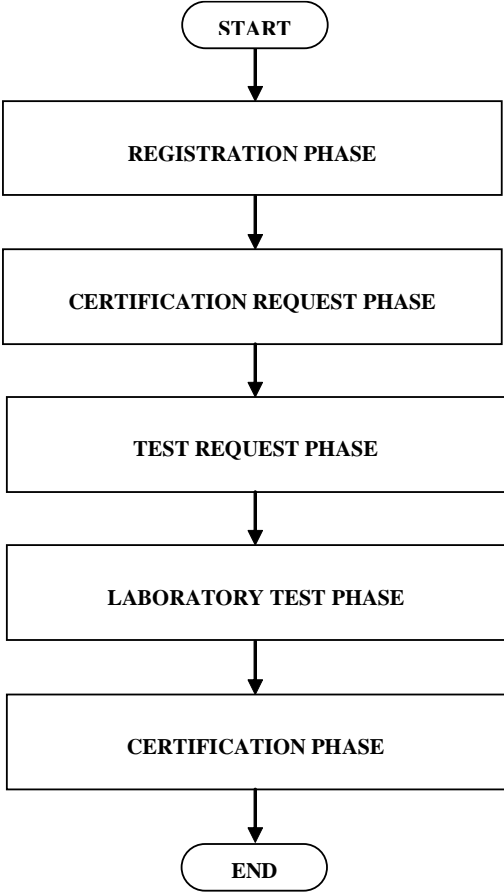 START
REGISTRATION PHASE
CERTIFICATION REQUEST PHASE
TEST REQUEST PHASE
LABORATORY TEST PHASE
CERTIFICATION PHASE
END